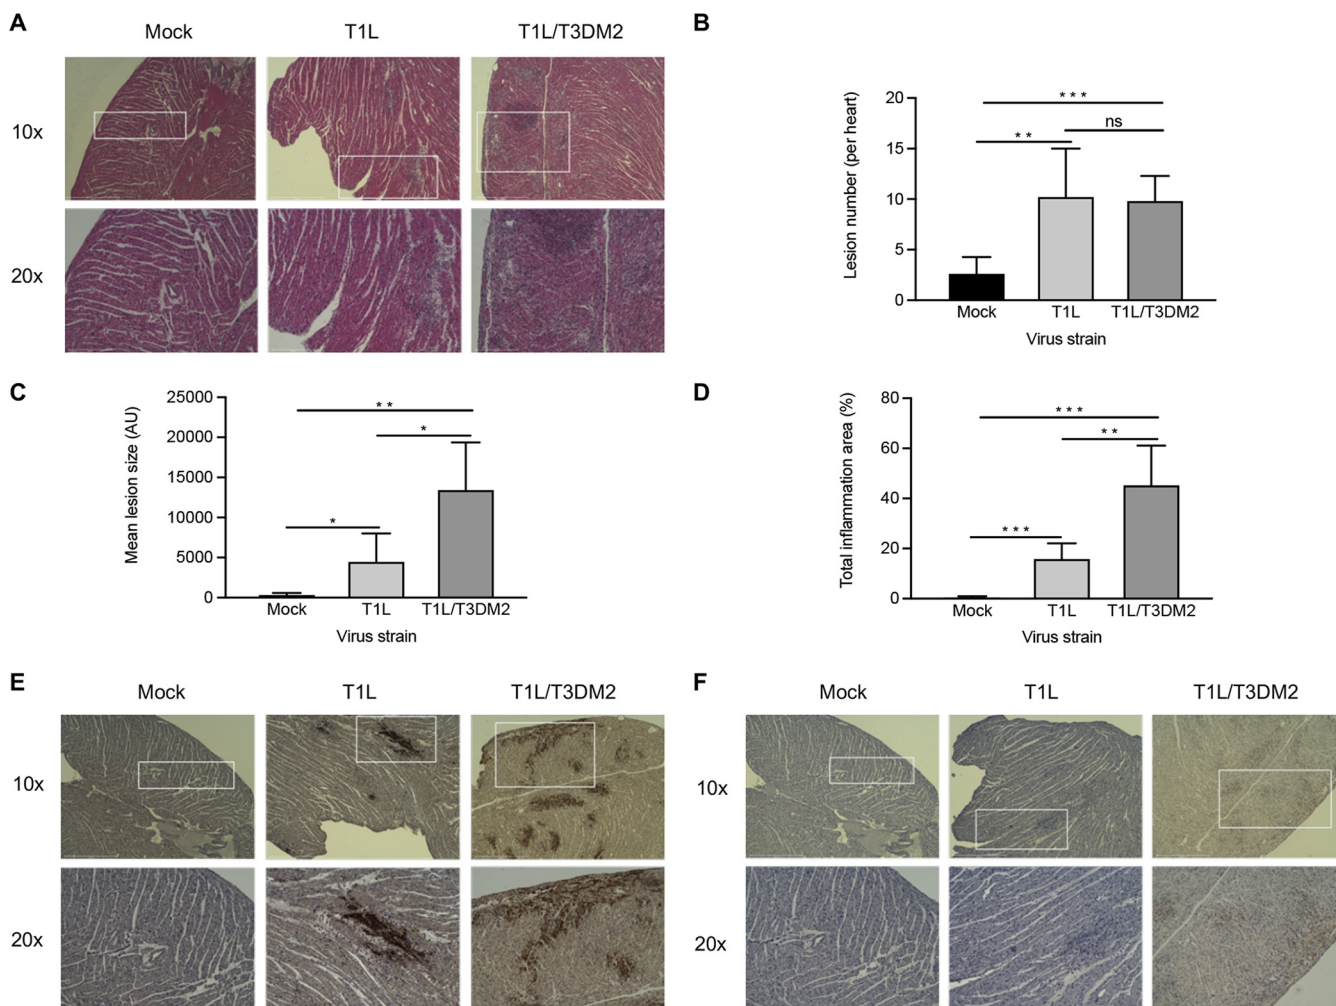 A
Mock
T1L
T1L/T3DM2
10x
20x
B
Lesion number (per heart)
20
15
10
5
0
* * *
* *
ns
Mock
T1L
T1L/T3DM2
Virus strain
C
Mean lesion size (AU)
25000
20000
15000
10000
5000
0
* *
*
*
Mock
T1L
T1L/T3DM2
Virus strain
D
Total inflammation area (%)
80
60
40
20
0
* * *
* *
* * *
Mock
T1L
T1L/T3DM2
Virus strain
E
Mock
T1L
T1L/T3DM2
10x
20x
F
Mock
T1L
T1L/T3DM2
10x
20x